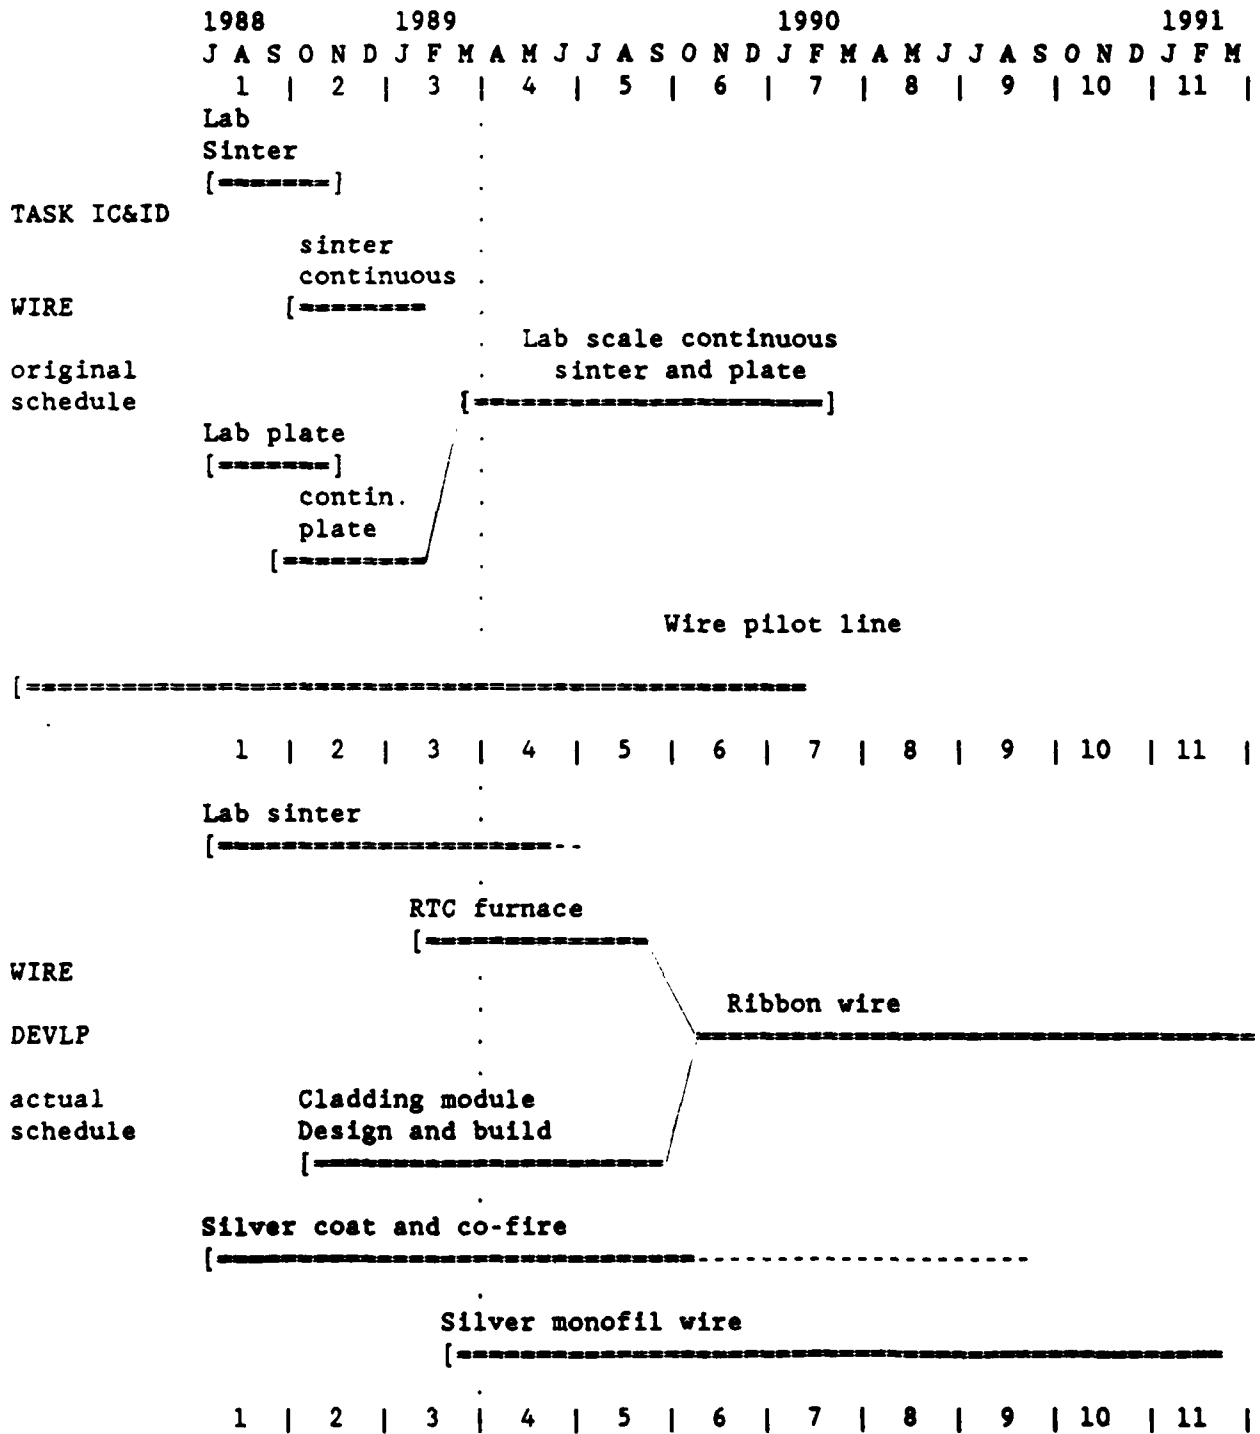 1988 1989 1990 1991
J A S O N D J F M A M J J A S O N D J F M A M J J A S O N D J F M
1 | 2 | 3 | 4 | 5 | 6 | 7 | 8 | 9 | 10 | 11 |
Lab
Sinter
[=======]
TASK IC&ID
sinter
continuous
WIRE [========
Lab scale continuous
original sinter and plate
schedule [======================]
Lab plate
[=======]
contin.
plate
[=========
Wire pilot line
[=================================================
1 | 2 | 3 | 4 | 5 | 6 | 7 | 8 | 9 | 10 | 11 |
Lab sinter
[=====================--
RTC furnace
[==============
WIRE
Ribbon wire
DEVLP ===================================
actual Cladding module
schedule Design and build
[======================
Silver coat and co-fire
[==============================---------------------
Silver monofil wire
[================================================
1 | 2 | 3 | 4 | 5 | 6 | 7 | 8 | 9 | 10 | 11 |